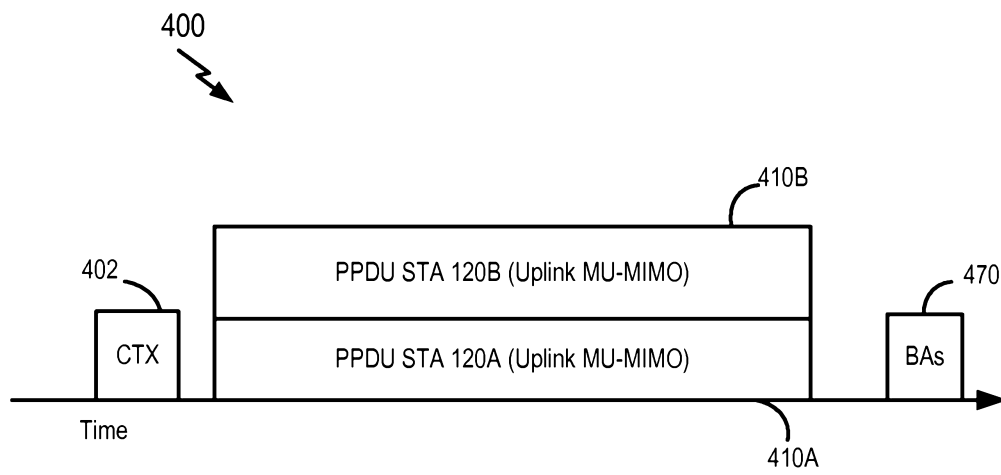 400
410B
PPDU STA 120B (Uplink MU-MIMO)
402
470
CTX
PPDU STA 120A (Uplink MU-MIMO)
BAs
Time
410A